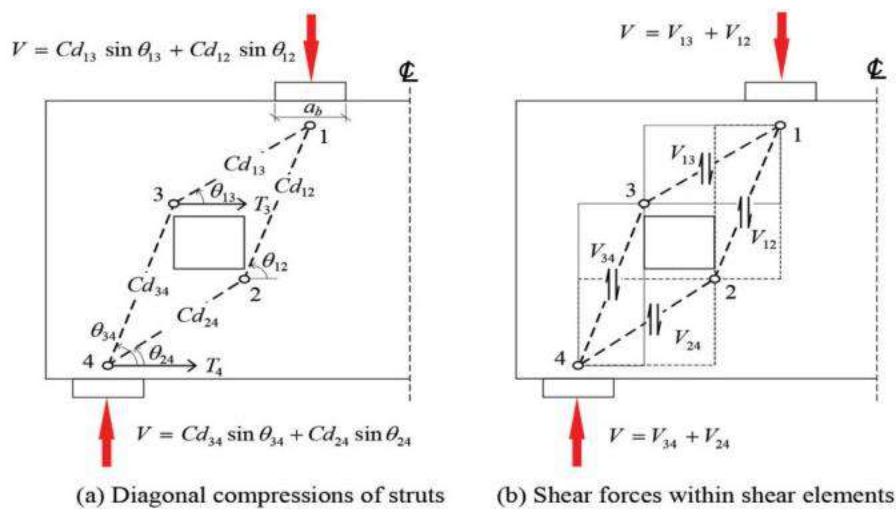 V = Cd₁₃ sin θ₁₃ + Cd₁₂ sin θ₁₂
℄
a_b
1
Cd₁₃
Cd₁₂
3
θ₁₃
T₃
θ₁₂
2
Cd₃₄
Cd₂₄
θ₃₄
θ₂₄
4
T₄
V = Cd₃₄ sin θ₃₄ + Cd₂₄ sin θ₂₄
(a) Diagonal compressions of struts
V = V₁₃ + V₁₂
℄
1
V₁₃
3
V₁₂
V₃₄
2
V₂₄
4
V = V₃₄ + V₂₄
(b) Shear forces within shear elements